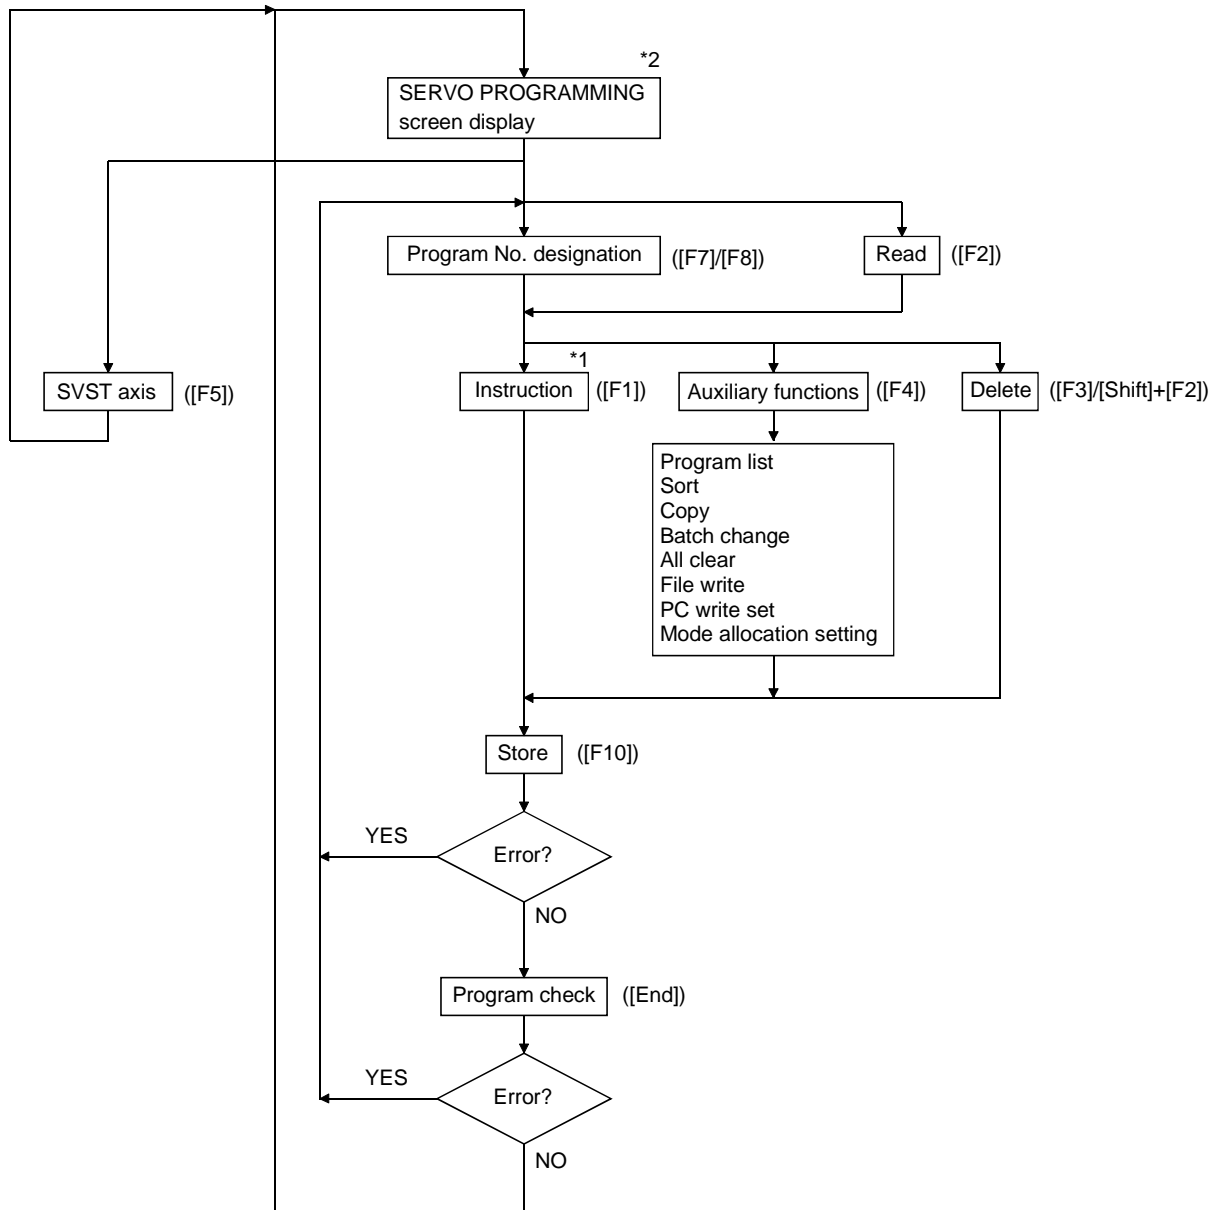 *2
SERVO PROGRAMMING
screen display
Program No. designation ([F7]/[F8])
Read ([F2])
*1
SVST axis ([F5])
Instruction ([F1])
Auxiliary functions ([F4])
Delete ([F3]/[Shift]+[F2])
Program list
Sort
Copy
Batch change
All clear
File write
PC write set
Mode allocation setting
Store ([F10])
YES
Error?
NO
Program check ([End])
YES
Error?
NO